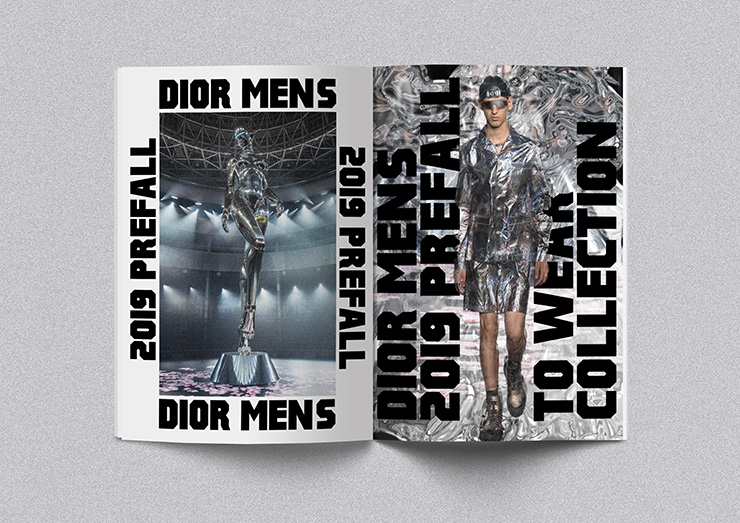 DIOR MENS
2019 PREFALL
2019 PREFALL
DIOR MENS
DIOR MENS
2019 PREFALL
TO WEAR
COLLECTION